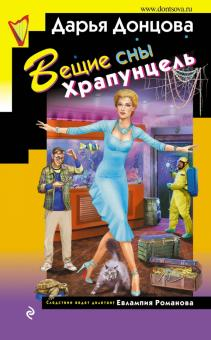 www.dontsova.ru
Дарья Донцова
Вещие сны
Храпунцель
Следствие ведет дилетант Евлампия Романова